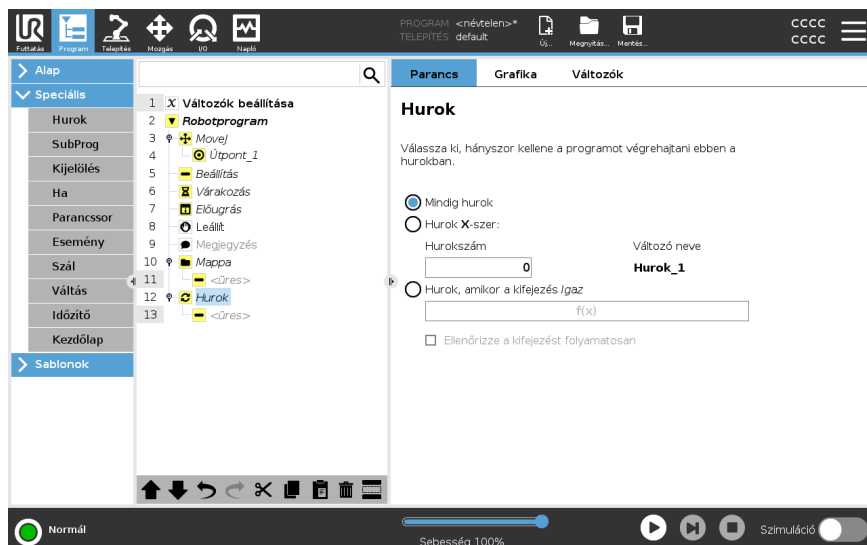 PROGRAM <névtelen>*
TELEPÍTÉS default
CCCC
CCCC
UR
Futtatás Program Telepítés Mozgás I/O Napló Új... Megnyitás... Mentés...
Alap
Speciális
Hurok
SubProg
Kijelölés
Ha
Parancssor
Esemény
Szál
Váltás
Időzítő
Kezdőlap
Sablonok
1 X Változók beállítása
2 Robotprogram
3 MoveJ
4 Útpont_1
5 Beállítás
6 Várakozás
7 Előugrás
8 Leállít
9 Megjegyzés
10 Mappa
11 <üres>
12 Hurok
13 <üres>
Parancs Grafika Változók
Hurok
Válassza ki, hányszor kellene a programot végrehajtani ebben a
hurokban.
Mindig hurok
Hurok X-szer:
Hurokszám Változó neve
0 Hurok_1
Hurok, amikor a kifejezés Igaz
f(x)
Ellenőrizze a kifejezést folyamatosan
Normál
Sebesség 100%
Szimuláció